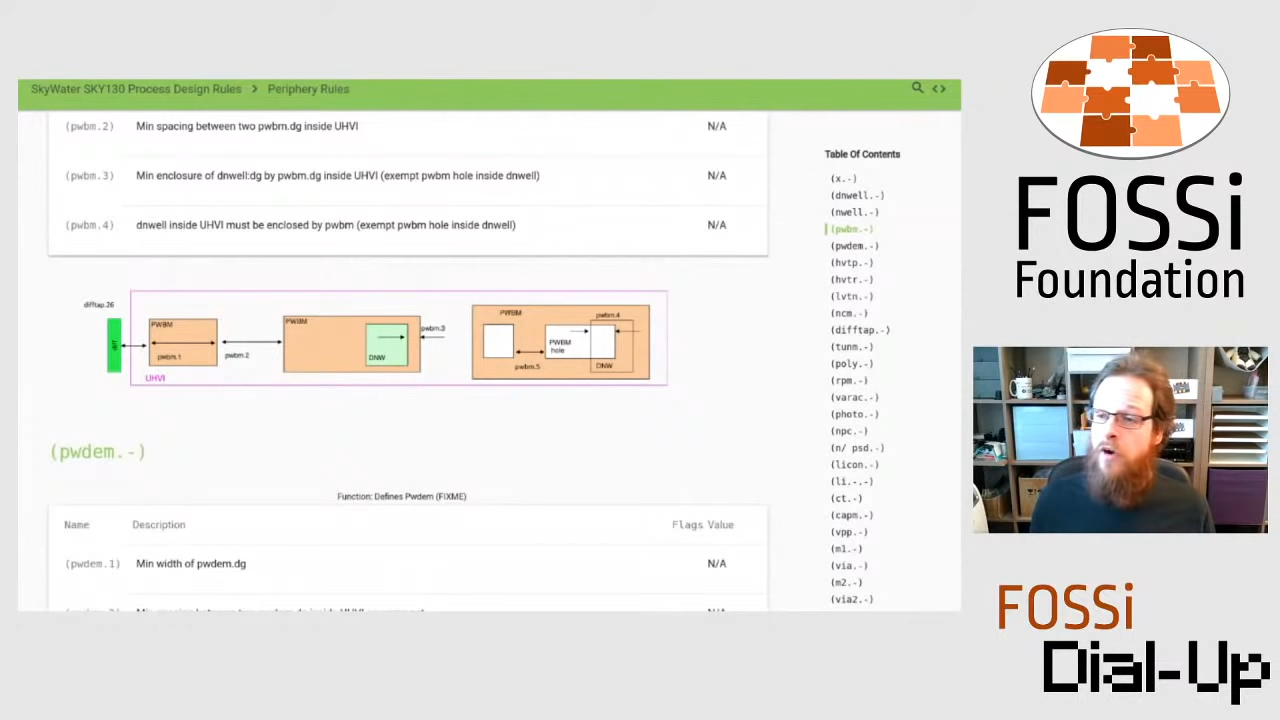 SkyWater SKY130 Process Design Rules > Periphery Rules
(pwbm.2) Min spacing between two pwbm.dg inside UHVI N/A
(pwbm.3) Min enclosure of dnwell:dg by pwbm.dg inside UHVI (exempt pwbm hole inside dnwell) N/A
(pwbm.4) dnwell inside UHVI must be enclosed by pwbm (exempt pwbm hole inside dnwell) N/A
difftap.26
diff
PWBM
pwbm.1
pwbm.2
PWBM
DNW
pwbm.3
PWBM
pwbm.4
PWBM
hole
pwbm.5
DNW
UHVI
(pwdem.-)
Function: Defines Pwdem (FIXME)
Name Description Flags Value
(pwdem.1) Min width of pwdem.dg N/A
Table Of Contents
(x.-)
(dnwell.-)
(nwell.-)
(pwbm.-)
(pwdem.-)
(hvtp.-)
(hvtr.-)
(lvtn.-)
(ncm.-)
(difftap.-)
(tunm.-)
(poly.-)
(rpm.-)
(varac.-)
(photo.-)
(npc.-)
(n/ psd.-)
(licon.-)
(li.-.-)
(ct.-)
(capm.-)
(vpp.-)
(m1.-)
(via.-)
(m2.-)
(via2.-)
FOSSi
Foundation
FOSSi
Dial-Up